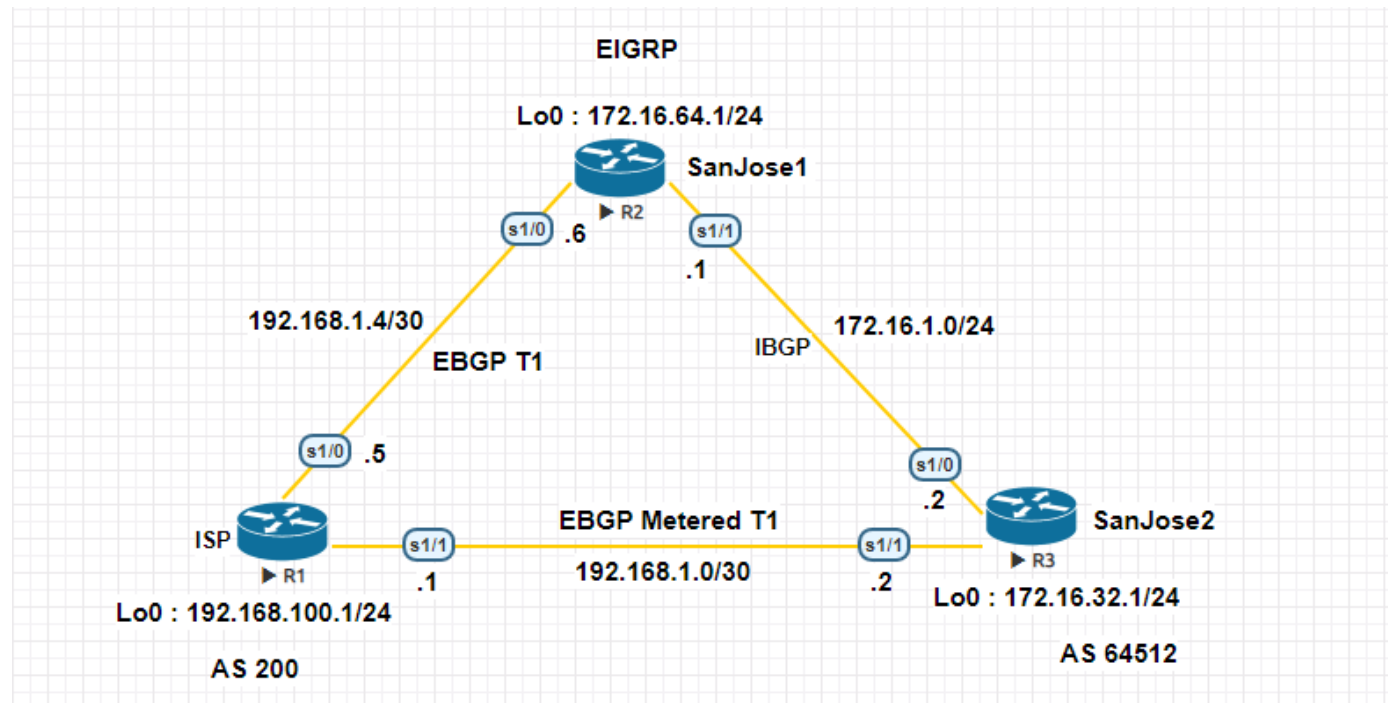 EIGRP
Lo0 : 172.16.64.1/24
SanJose1
R2
s1/0
.6
s1/1
.1
192.168.1.4/30
172.16.1.0/24
IBGP
EBGP T1
s1/0
.5
s1/0
.2
EBGP Metered T1
SanJose2
ISP
s1/1
s1/1
R3
R1
.1
192.168.1.0/30
.2
Lo0 : 172.16.32.1/24
Lo0 : 192.168.100.1/24
AS 64512
AS 200